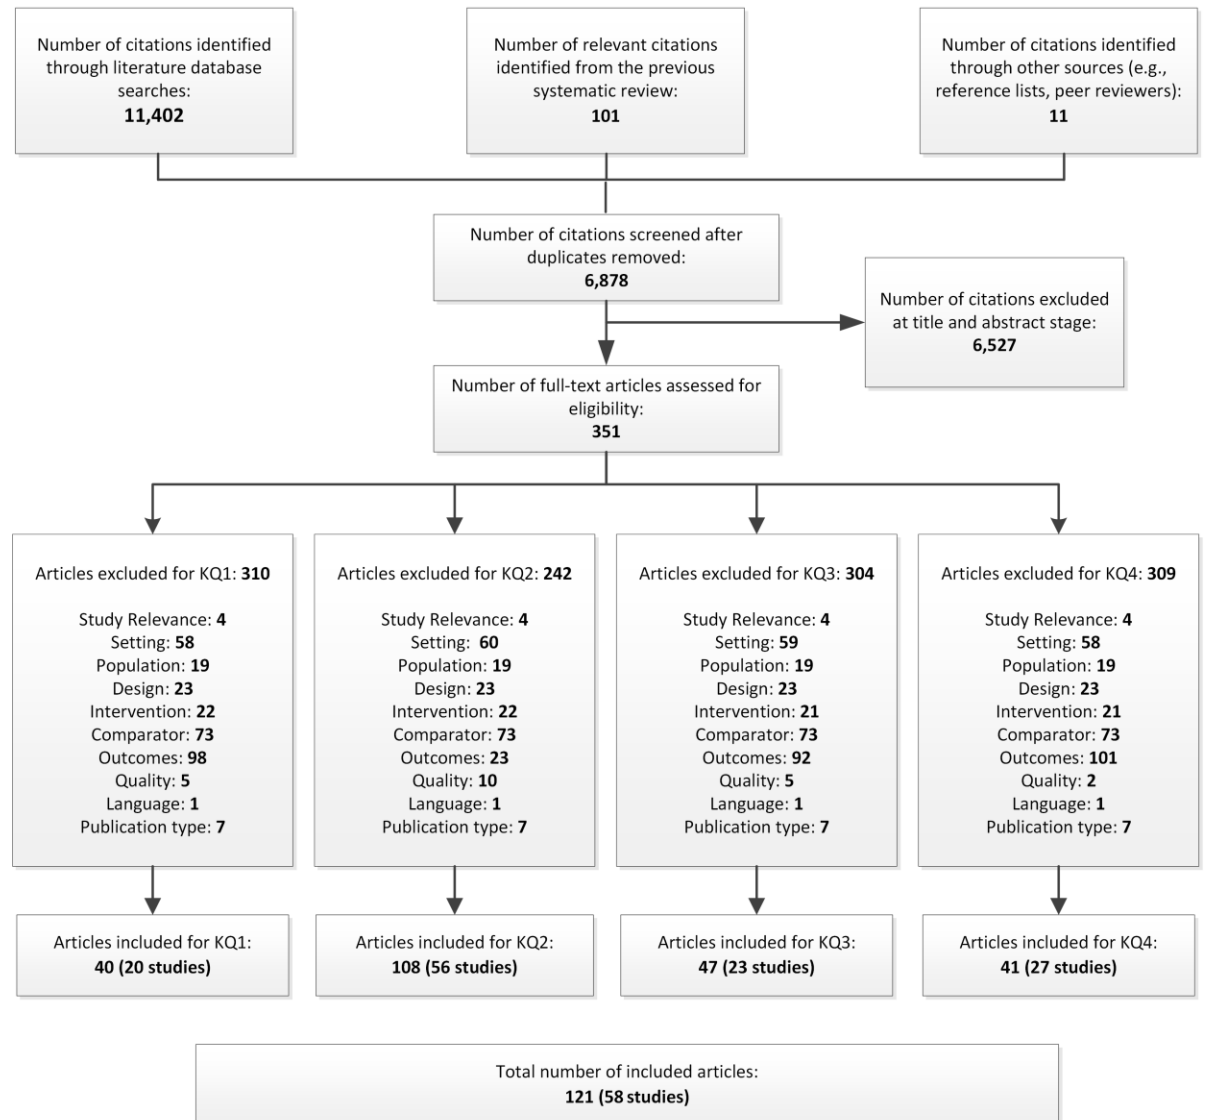 Number of citations identified
through literature database
searches:
11,402
Number of relevant citations
identified from the previous
systematic review:
101
Number of citations identified
through other sources (e.g.,
reference lists, peer reviewers):
11
Number of citations screened after
duplicates removed:
6,878
Number of citations excluded
at title and abstract stage:
6,527
Number of full-text articles assessed for
eligibility:
351
Articles excluded for KQ1: 310
Study Relevance: 4
Setting: 58
Population: 19
Design: 23
Intervention: 22
Comparator: 73
Outcomes: 98
Quality: 5
Language: 1
Publication type: 7
Articles excluded for KQ2: 242
Study Relevance: 4
Setting: 60
Population: 19
Design: 23
Intervention: 22
Comparator: 73
Outcomes: 23
Quality: 10
Language: 1
Publication type: 7
Articles excluded for KQ3: 304
Study Relevance: 4
Setting: 59
Population: 19
Design: 23
Intervention: 21
Comparator: 73
Outcomes: 92
Quality: 5
Language: 1
Publication type: 7
Articles excluded for KQ4: 309
Study Relevance: 4
Setting: 58
Population: 19
Design: 23
Intervention: 21
Comparator: 73
Outcomes: 101
Quality: 2
Language: 1
Publication type: 7
Articles included for KQ1:
40 (20 studies)
Articles included for KQ2:
108 (56 studies)
Articles included for KQ3:
47 (23 studies)
Articles included for KQ4:
41 (27 studies)
Total number of included articles:
121 (58 studies)